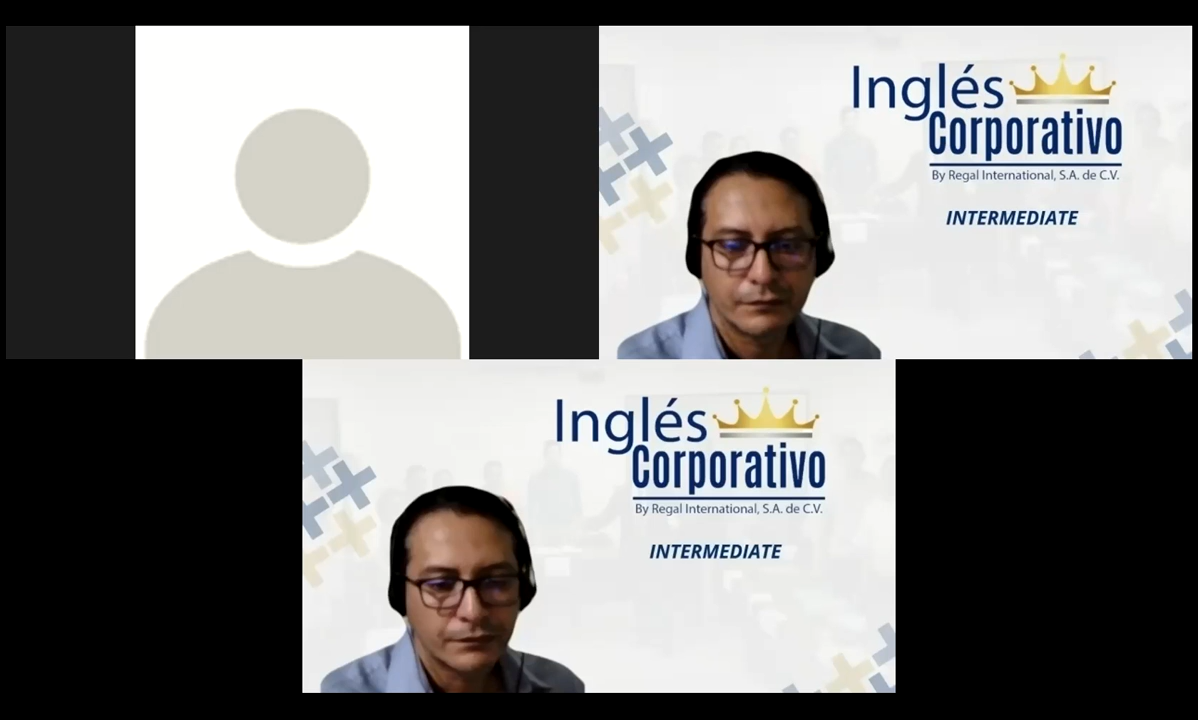 Inglés
Corporativo
By Regal International, S.A. de C.V.
INTERMEDIATE
Inglés
Corporativo
By Regal International, S.A. de C.V.
INTERMEDIATE